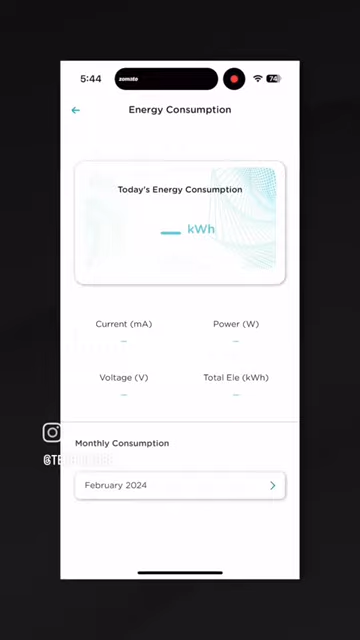 5:44
zomato
74
Energy Consumption
Today's Energy Consumption
— kWh
Current (mA)
Power (W)
–
–
Voltage (V)
Total Ele (kWh)
–
–
Monthly Consumption
February 2024